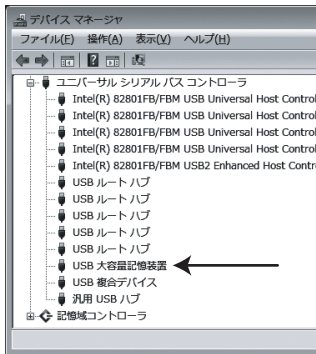 デバイス マネージャ
ファイル(F) 操作(A) 表示(V) ヘルプ(H)
ユニバーサル シリアル バス コントローラ
Intel(R) 82801FB/FBM USB Universal Host Control
Intel(R) 82801FB/FBM USB Universal Host Control
Intel(R) 82801FB/FBM USB Universal Host Control
Intel(R) 82801FB/FBM USB Universal Host Control
Intel(R) 82801FB/FBM USB2 Enhanced Host Contr
USB ルート ハブ
USB ルート ハブ
USB ルート ハブ
USB ルート ハブ
USB ルート ハブ
USB 大容量記憶装置
USB 複合デバイス
汎用 USB ハブ
記憶域コントローラ